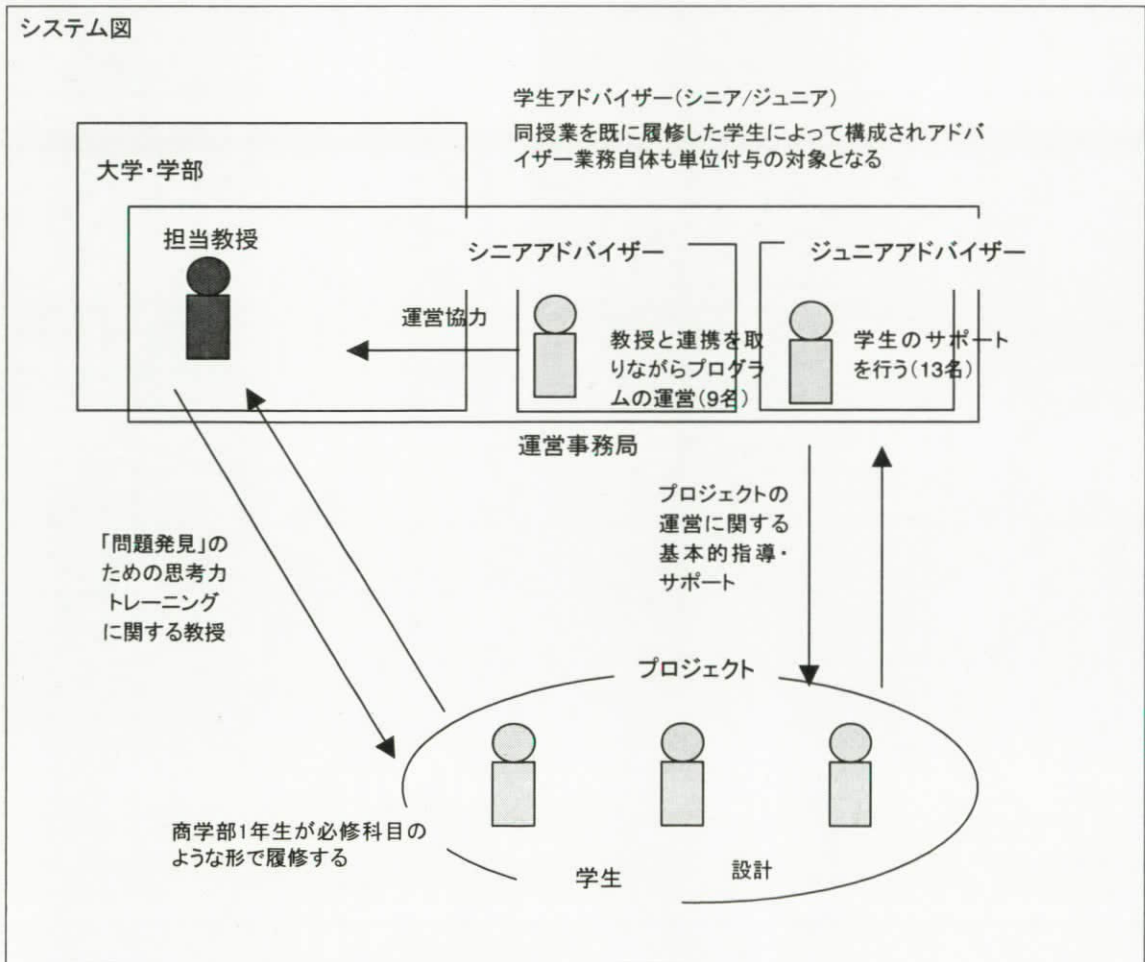 システム図
学生アドバイザー(シニア/ジュニア)
同授業を既に履修した学生によって構成されアドバ
イザー業務自体も単位付与の対象となる
大学・学部
担当教授
シニアアドバイザー
ジュニアアドバイザー
運営協力
教授と連携を取
りながらプログラ
ムの運営(9名)
学生のサポート
を行う(13名)
運営事務局
プロジェクトの
運営に関する
基本的指導・
サポート
「問題発見」の
ための思考力
トレーニング
に関する教授
プロジェクト
商学部1年生が必修科目の
ような形で履修する
学生
設計